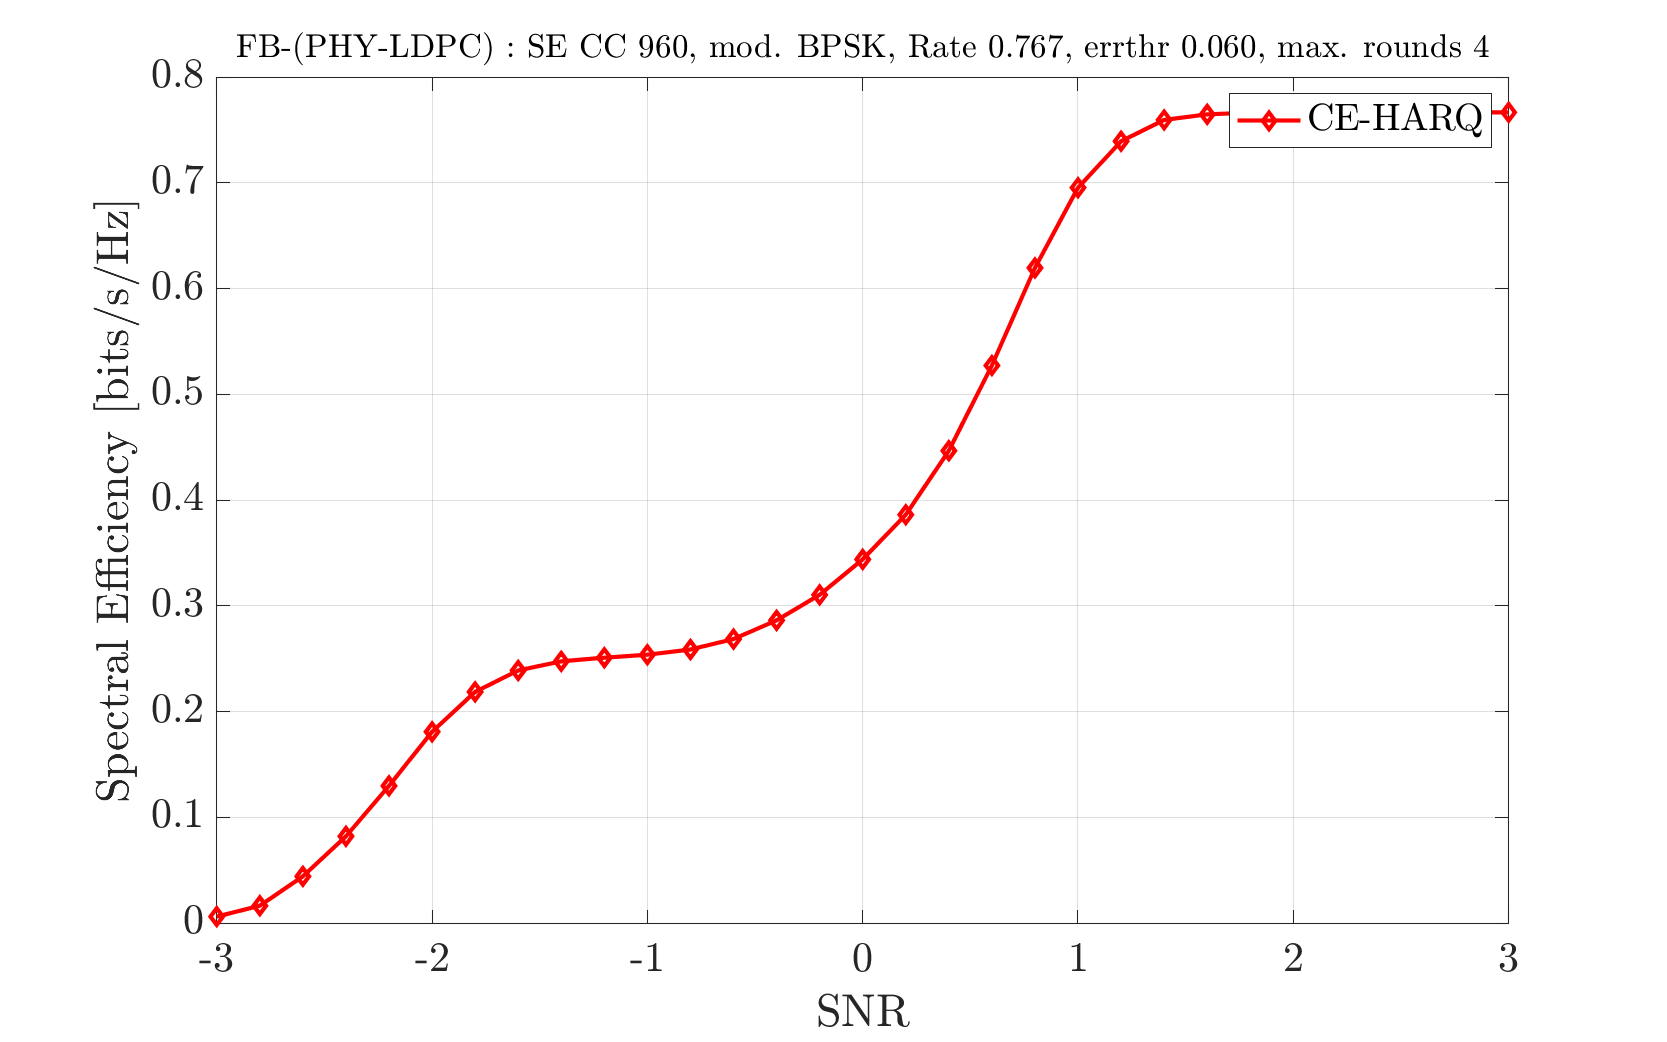 FB-(PHY-LDPC) : SE CC 960, mod. BPSK, Rate 0.767, errthr 0.060, max. rounds 4
CE-HARQ
Spectral Efficiency [bits/s/Hz]
0.8
0.7
0.6
0.5
0.4
0.3
0.2
0.1
0
-3 -2 -1 0 1 2 3
SNR